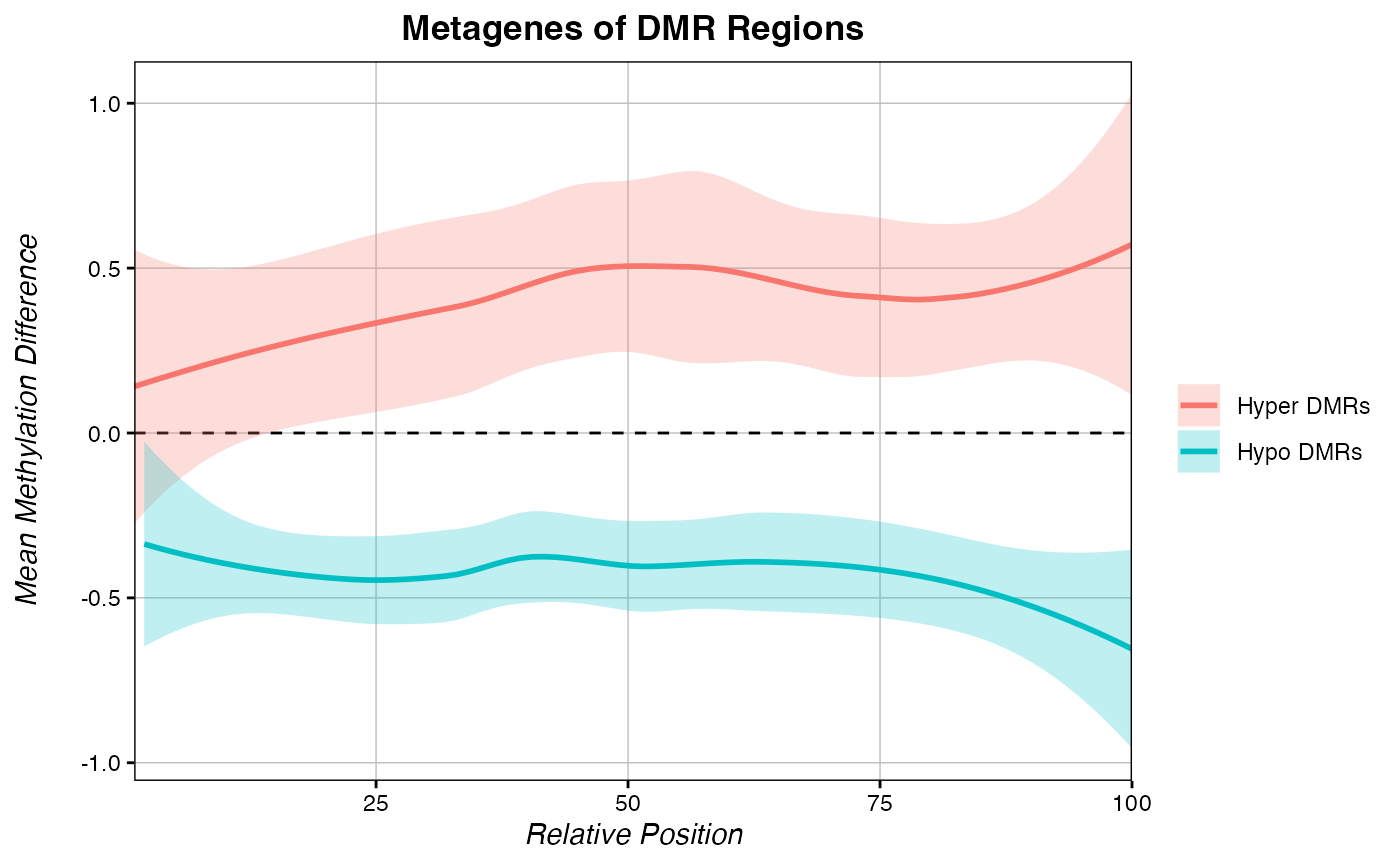 Metagenes of DMR Regions
Mean Methylation Difference
1.0
0.5
0.0
-0.5
-1.0
25
50
75
100
Relative Position
Hyper DMRs
Hypo DMRs